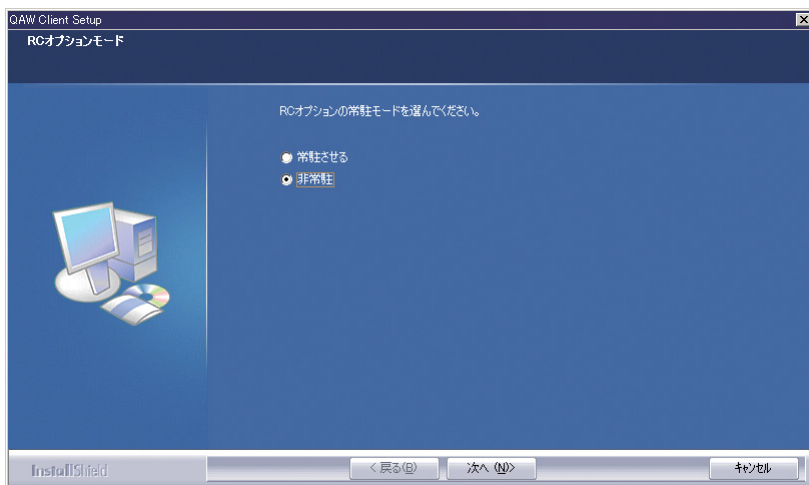 QAW Client Setup
RCオプションモード
RCオプションの常駐モードを選んでください。
常駐させる
非常駐
InstallShield
< 戻る(B)
次へ (N)>
キャンセル